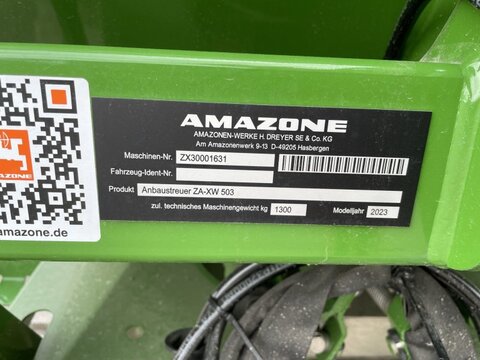 AMAZONE
AMAZONEN-WERKE H. DREYER SE & Co. KG
Am Amazonenwerk 9-13 D-49205 Hasbergen
Maschinen-Nr. ZX30001631
Fahrzeug-Ident-Nr.
Produkt Anbaustreuer ZA-XW 503
zul. technisches Maschinengewicht kg 1300 Modelljahr 2023
amazone.de